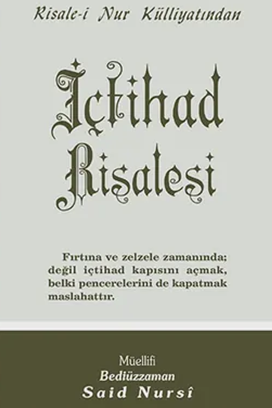 Risale-i Nur Külliyatından
İçtihad
Risalesi
Fırtına ve zelzele zamanında;
değil içtihad kapısını açmak,
belki pencerelerini de kapatmak
maslahattır.
Müellifi
Bediüzzaman
Said Nursî